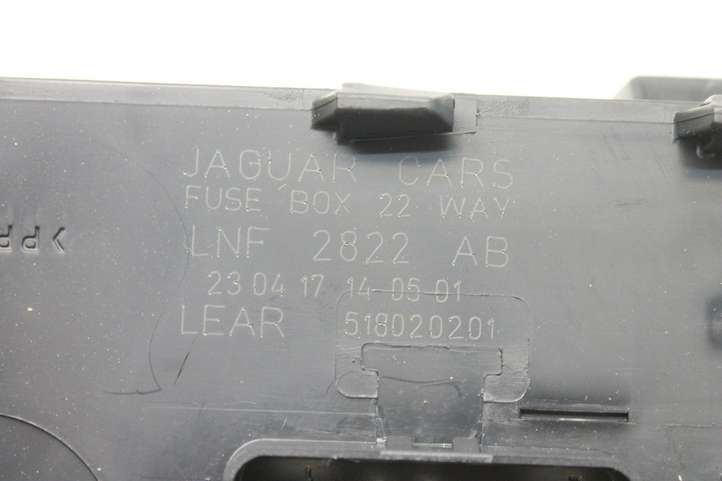 JAGUAR CARS
FUSE BOX 22 WAY
LNF 2822 AB
23 04 17 14-05-01
LEAR 518020201